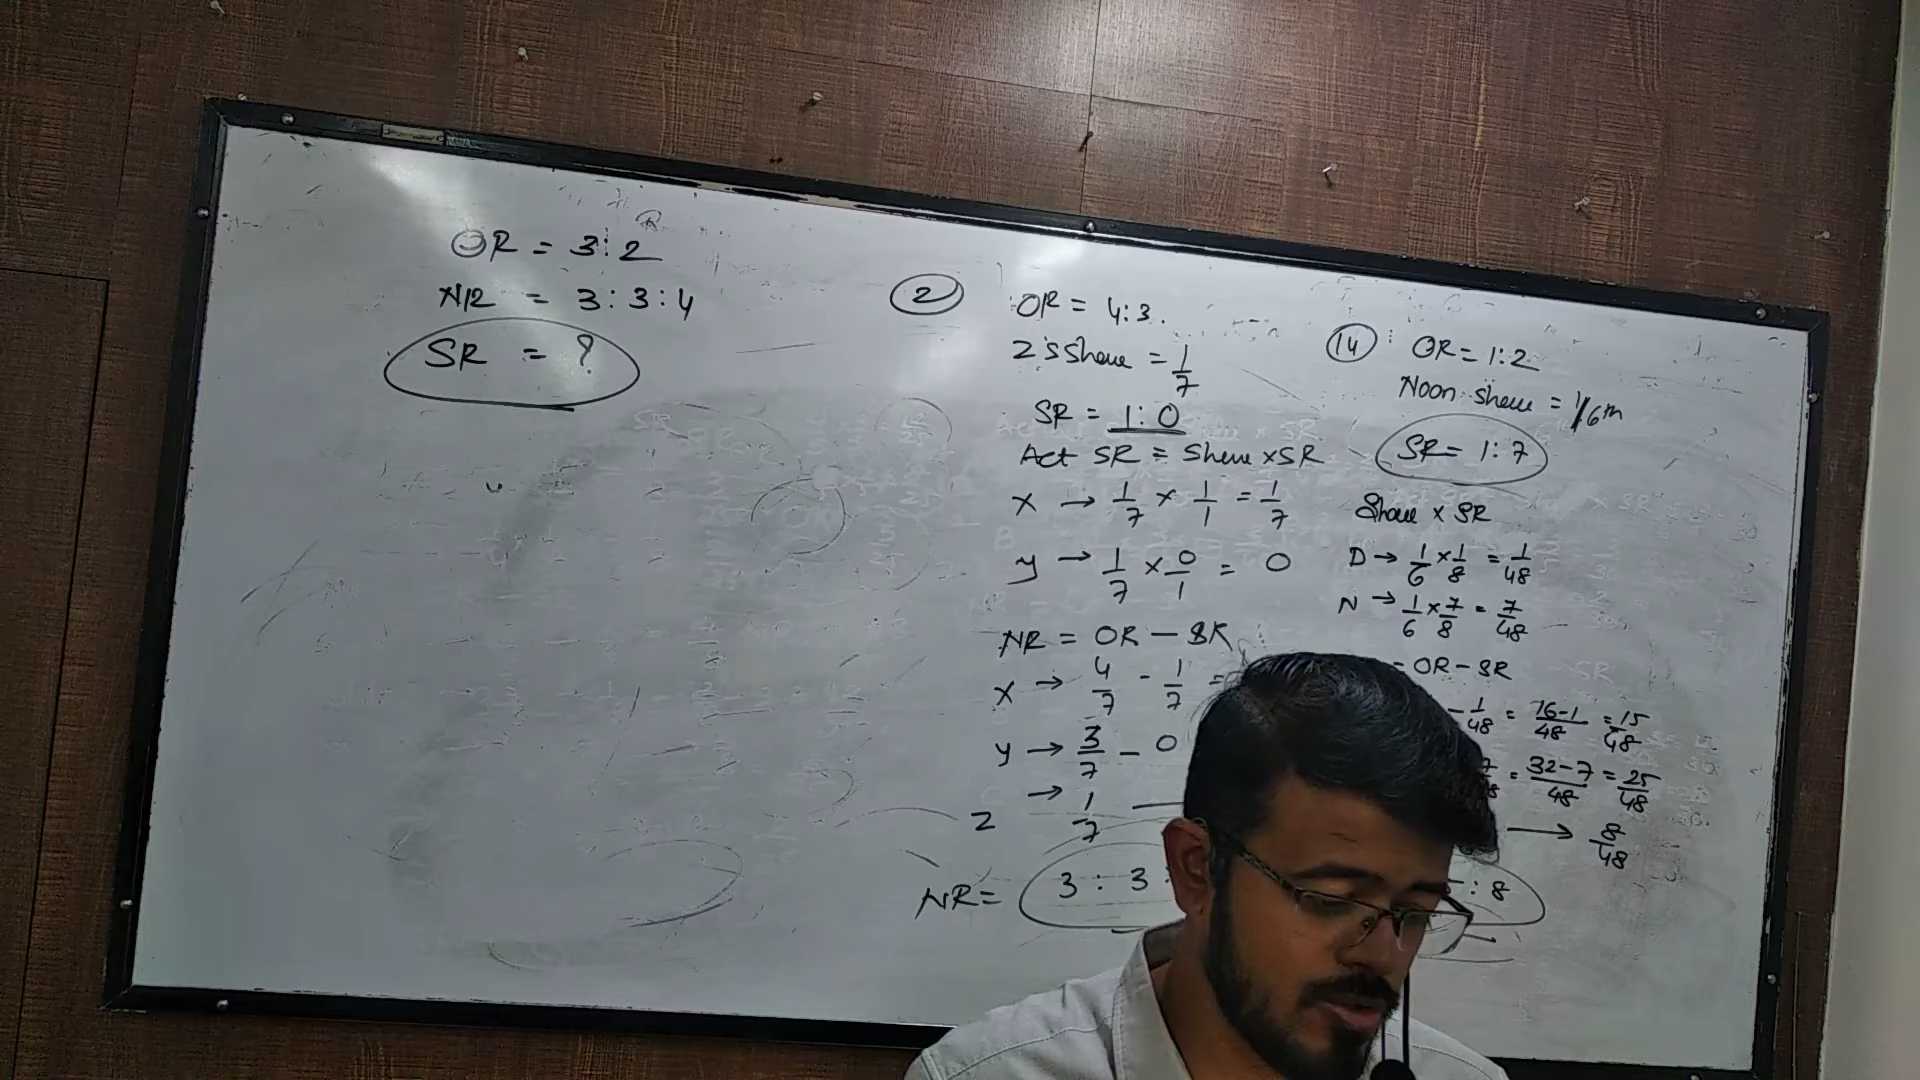 OR = 3:2
NR = 3:3:4
SR = ?
2
OR = 4:3.
Z's Share = 1/7
SR = 1:0
Act SR = Share × SR
X → 1/7 × 1/1 = 1/7
y → 1/7 × 0/1 = 0
NR = OR - SR
X → 4/7 - 1/7 =
y → 3/7 - 0
Z → 1/7
NR = 3 : 3 :
14
OR = 1:2
Noon share = 1/6th
SR = 1:7
Share × SR
D → 1/6 × 1/8 = 1/48
N → 1/6 × 7/8 = 7/48
= OR - SR
- 1/48 = 16-1/48 = 15/48
= 32-7/48 = 25/48
→ 8/48
: 8